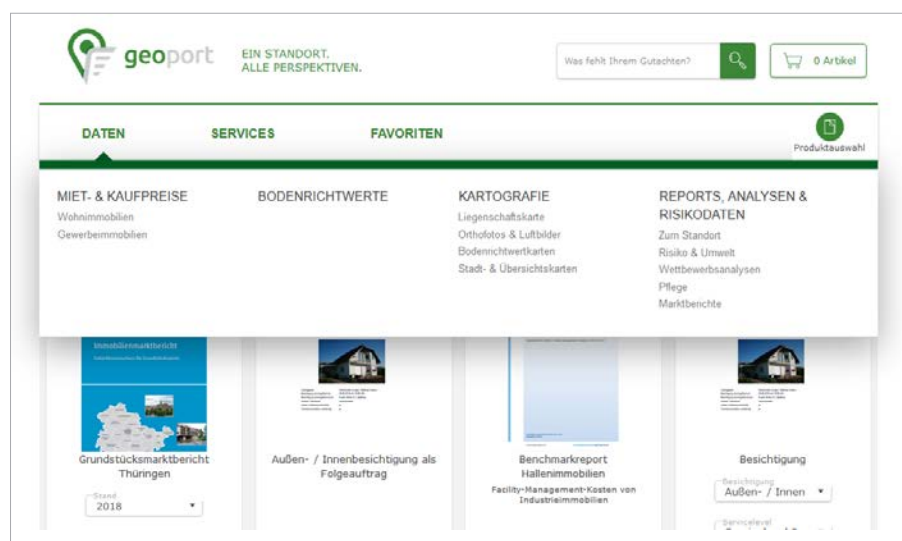 geoport
EIN STANDORT.
ALLE PERSPEKTIVEN.
Was fehlt Ihrem Gutachten?
0 Artikel
DATEN
SERVICES
FAVORITEN
Produktauswahl
MIET- & KAUFPREISE
Wohnimmobilien
Gewerbeimmobilien
BODENRICHTWERTE
KARTOGRAFIE
Liegenschaftskarte
Orthofotos & Luftbilder
Bodenrichtwertkarten
Stadt- & Übersichtskarten
REPORTS, ANALYSEN &
RISIKODATEN
Zum Standort
Risiko & Umwelt
Wettbewerbsanalysen
Pflege
Marktberichte
Immobilienmarktbericht
Grundstücksmarktbericht
Thüringen
Stand
2018
Außen- / Innenbesichtigung als
Folgeauftrag
Benchmarkreport
Hallenimmobilien
Facility-Management-Kosten von
Industrieimmobilien
Besichtigung
Besichtigung
Außen- / Innen
Servicelevel